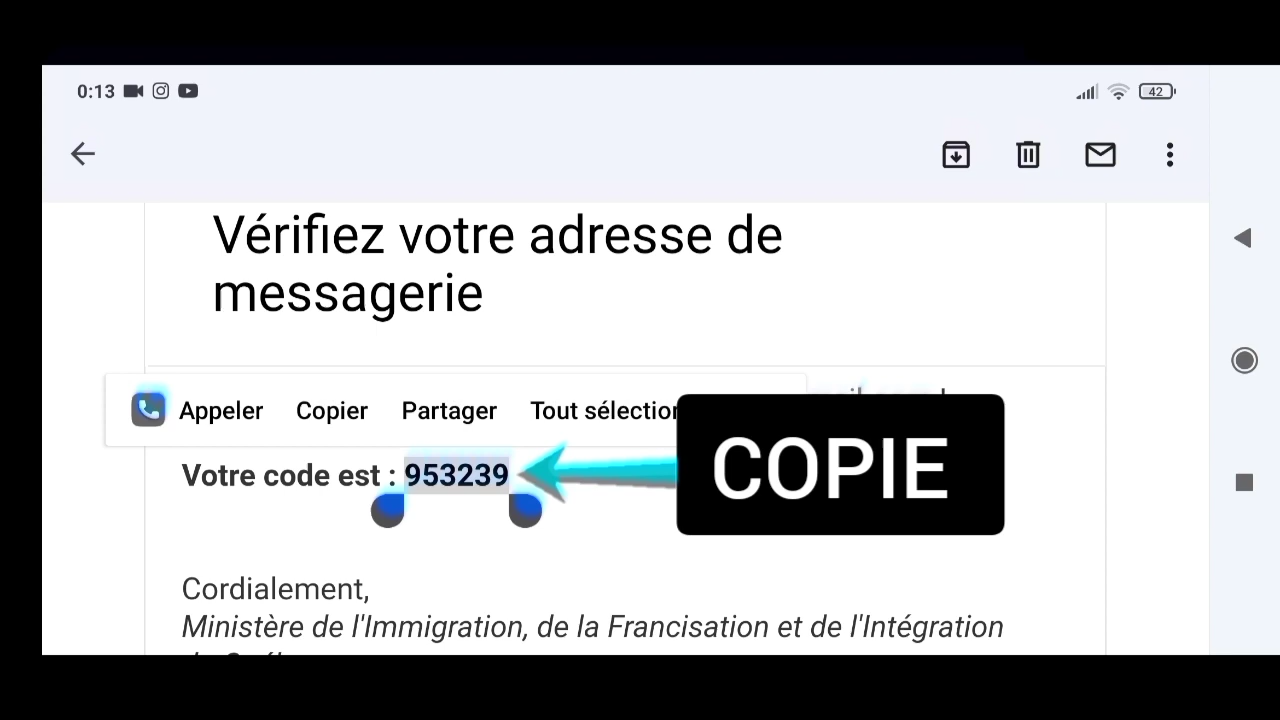 0:13
42
Vérifiez votre adresse de
messagerie
Appeler Copier Partager Tout sélection
COPIE
Votre code est : 953239
Cordialement,
Ministère de l'Immigration, de la Francisation et de l'Intégration